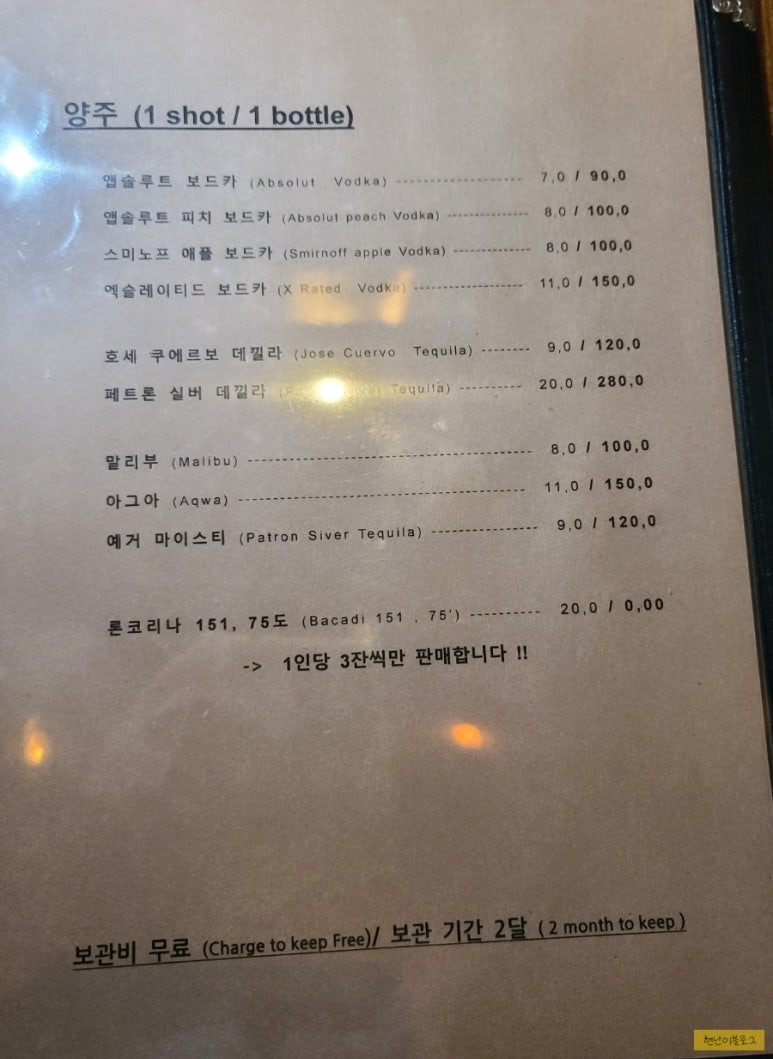 양주 (1 shot / 1 bottle)
앱솔루트 보드카 (Absolut Vodka) ---------------- 7,0 / 90,0
앱솔루트 피치 보드카 (Absolut peach Vodka) ---------- 8,0 / 100,0
스미노프 애플 보드카 (Smirnoff apple Vodka) ---------- 8,0 / 100,0
엑슬레이티드 보드카 (X Rated Vodka) -------------- 11,0 / 150,0
호세 쿠에르보 데낄라 (Jose Cuervo Tequila) ------- 9,0 / 120,0
페트론 실버 데낄라 Tequila) --------- 20,0 / 280,0
말리부 (Malibu) ------------------------------------ 8,0 / 100,0
아그아 (Aqwa) ------------------------------------ 11,0 / 150,0
예거 마이스티 (Patron Siver Tequila) -------------- 9,0 / 120,0
론코리나 151, 75도 (Bacadi 151 , 75') ---------- 20,0 / 0,00
-> 1인당 3잔씩만 판매합니다 !!
보관비 무료 (Charge to keep Free)/ 보관 기간 2달 ( 2 month to keep )